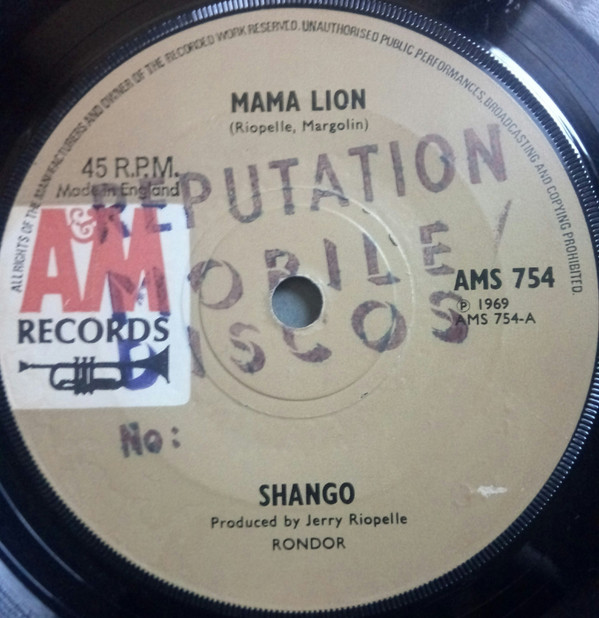 ALL RIGHTS OF THE MANUFACTURERS AND OWNER OF THE RECORDED WORK RESERVED. UNAUTHORISED PUBLIC PERFORMANCES, BROADCASTING AND COPYING PROHIBITED.
MAMA LION
(Riopelle, Margolin)
45 R.P.M.
Made in England
REPUTATION
MOBILE
DISCOS
No:
A&M
RECORDS
AMS 754
Ⓟ 1969
AMS 754-A
SHANGO
Produced by Jerry Riopelle
RONDOR